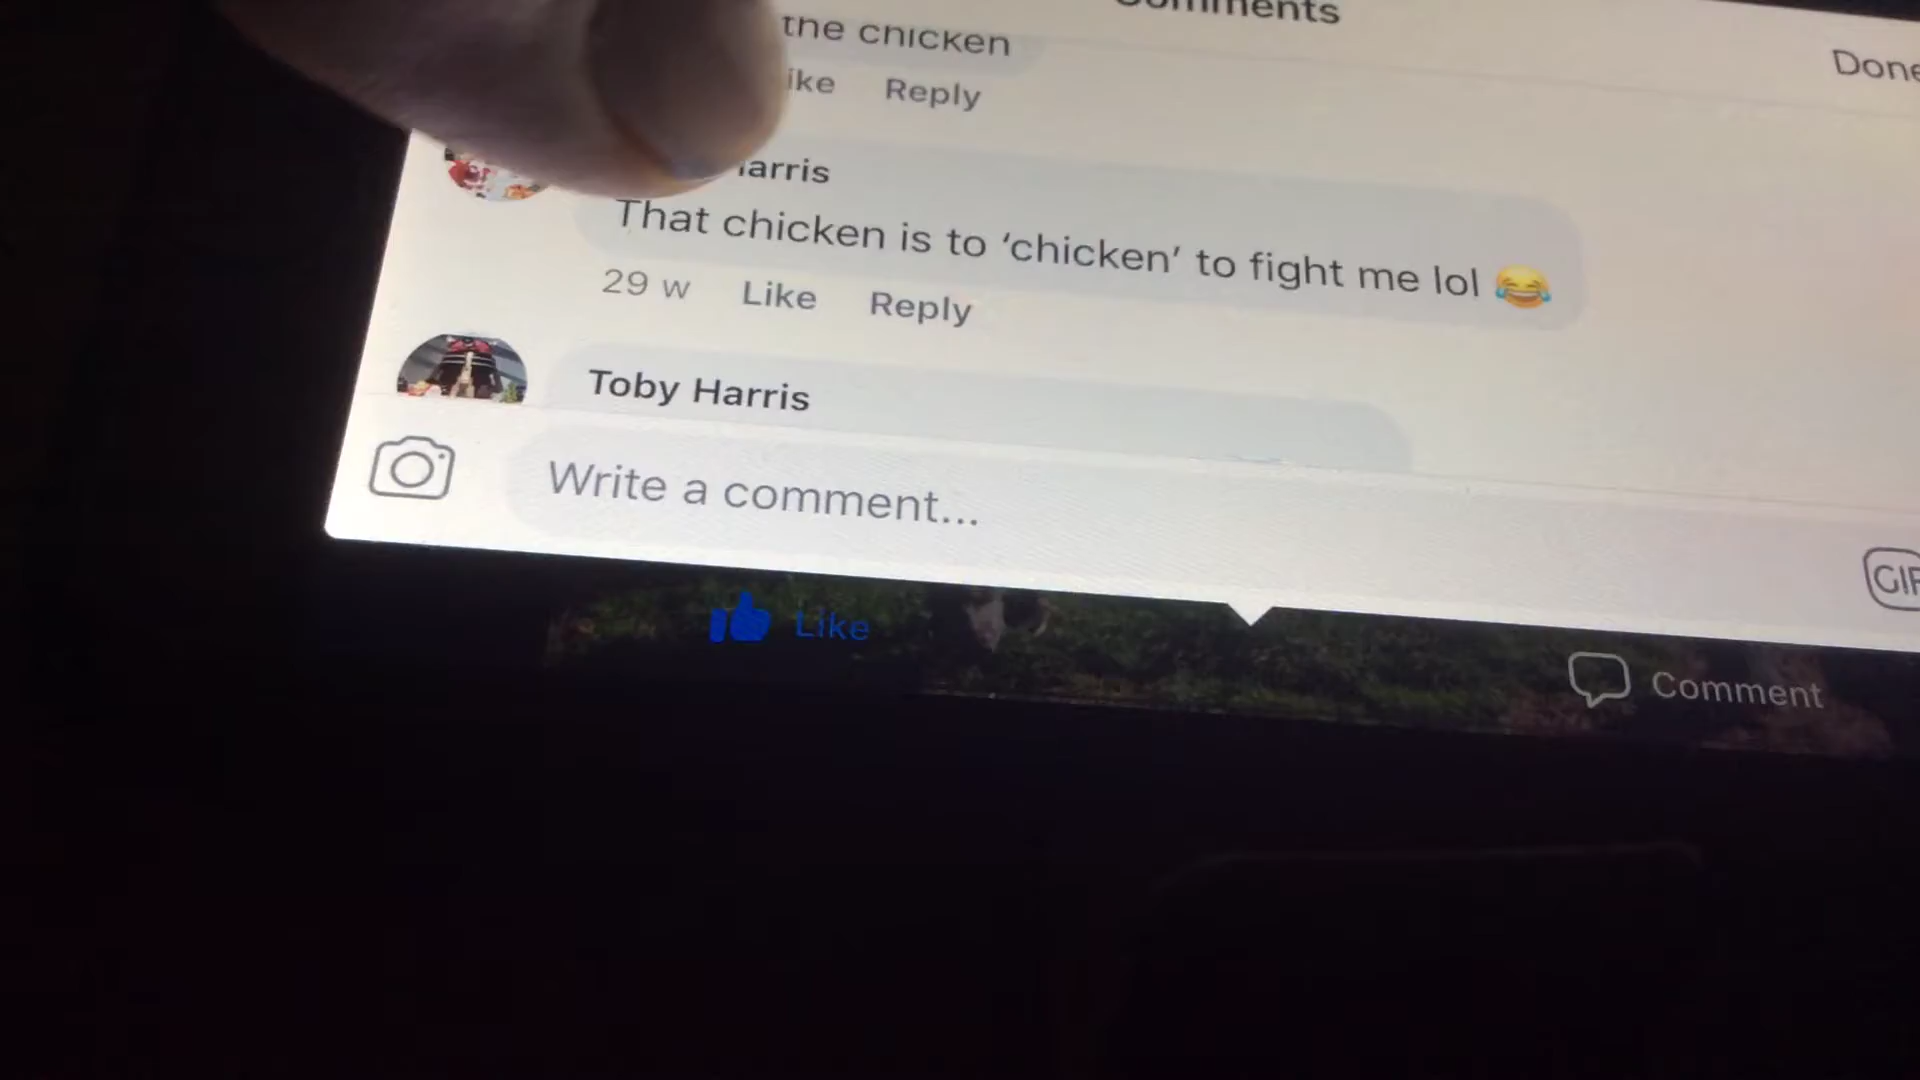 Comments
Done
the chicken
Reply
That chicken is to ‘chicken’ to fight me lol 😂
29 w Like Reply
Toby Harris
Write a comment...
Like
Comment